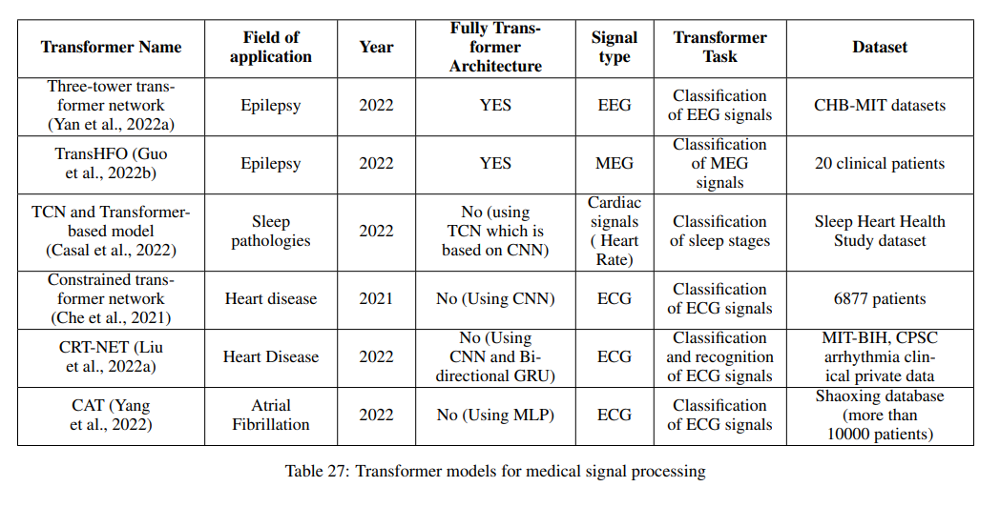 Transformer Name
Field of
application
Year
Fully Trans-
former
Architecture
Signal
type
Transformer
Task
Dataset
Three-tower trans-
former network
(Yan et al., 2022a)
Epilepsy
2022
YES
EEG
Classification
of EEG signals
CHB-MIT datasets
TransHFO (Guo
et al., 2022b)
Epilepsy
2022
YES
MEG
Classification
of MEG
signals
20 clinical patients
TCN and Transformer-
based model
(Casal et al., 2022)
Sleep
pathologies
2022
No (using
TCN which is
based on CNN)
Cardiac
signals
( Heart
Rate)
Classification
of sleep stages
Sleep Heart Health
Study dataset
Constrained trans-
former network
(Che et al., 2021)
Heart disease
2021
No (Using CNN)
ECG
Classification
of ECG signals
6877 patients
CRT-NET (Liu
et al., 2022a)
Heart Disease
2022
No (Using
CNN and Bi-
directional GRU)
ECG
Classification
and recognition
of ECG signals
MIT-BIH, CPSC
arrhythmia clin-
ical private data
CAT (Yang
et al., 2022)
Atrial
Fibrillation
2022
No (Using MLP)
ECG
Classification
of ECG signals
Shaoxing database
(more than
10000 patients)
Table 27: Transformer models for medical signal processing